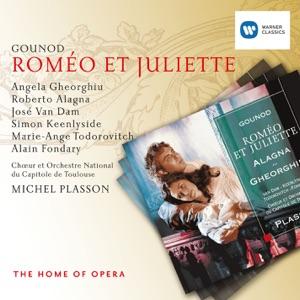 WARNER
CLASSICS
GOUNOD
ROMÉO ET JULIETTE
Angela Gheorghiu
Roberto Alagna
José Van Dam
Simon Keenlyside
Marie-Ange Todorovitch
Alain Fondary
Chœur et Orchestre National
du Capitole de Toulouse
MICHEL PLASSON
THE HOME OF OPERA
GOUNOD
ROMÉO
ET JULIETTE
ALAGNA
GHEORGHIU